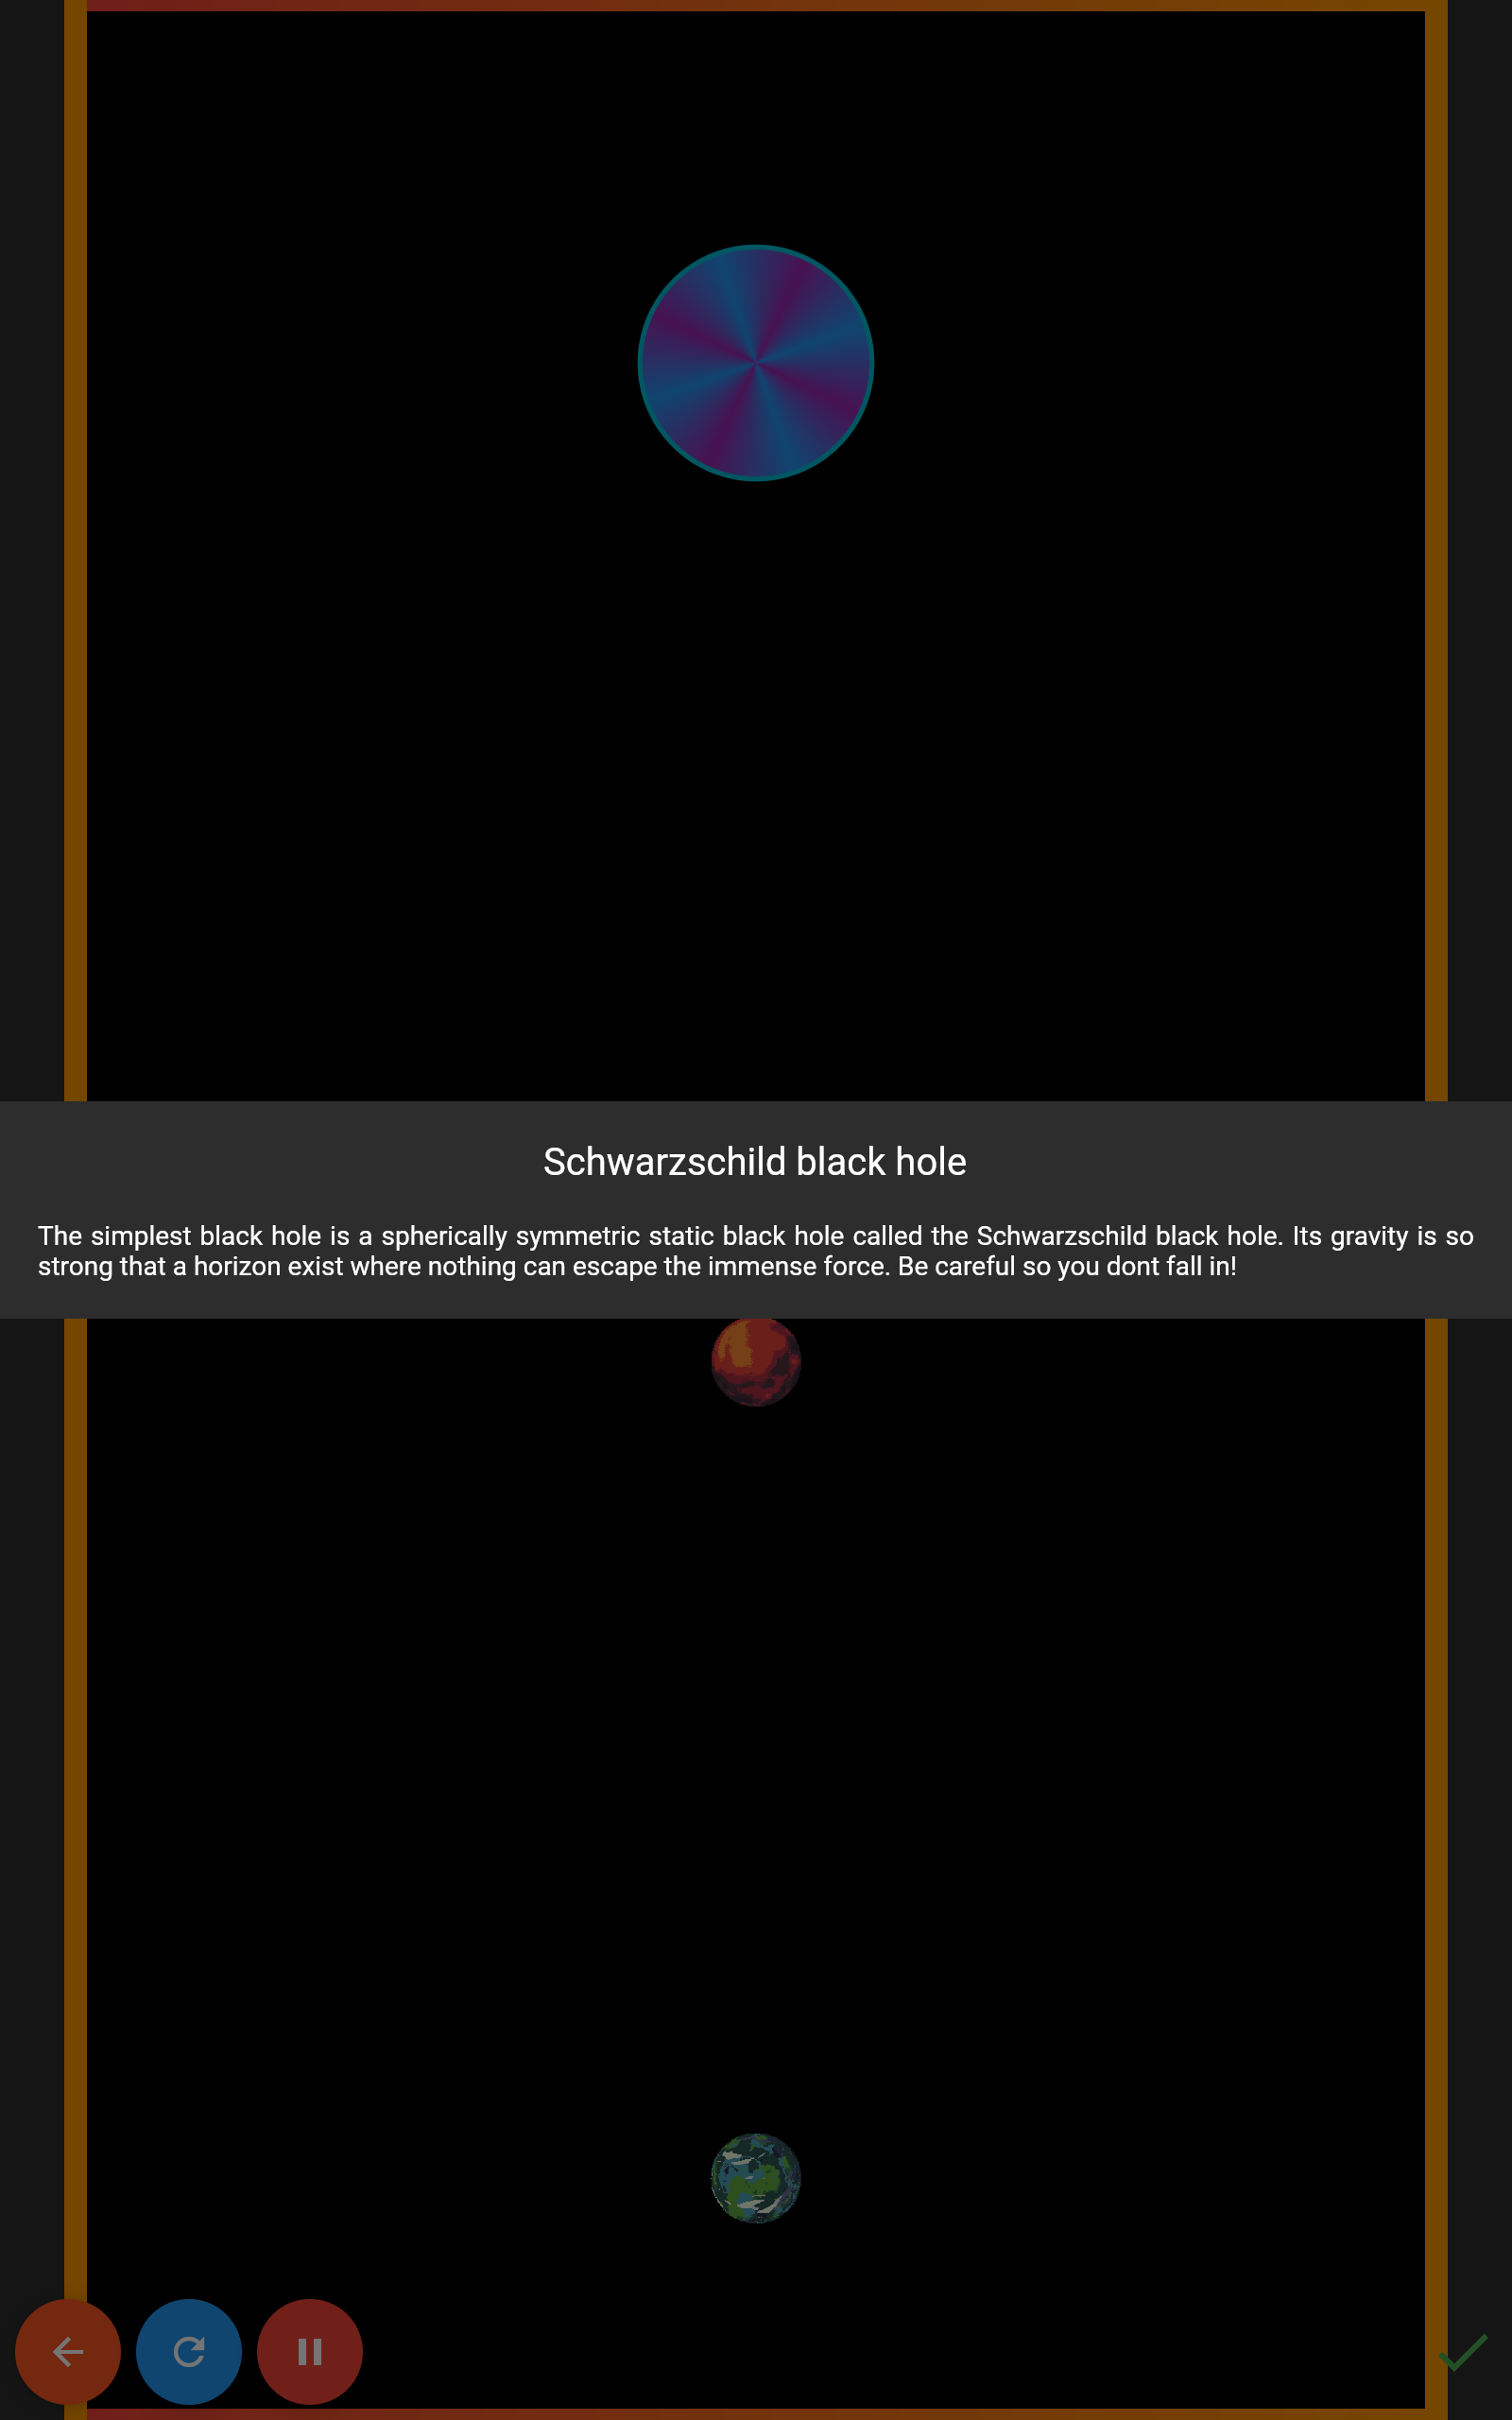 Schwarzschild black hole
The simplest black hole is a spherically symmetric static black hole called the Schwarzschild black hole. Its gravity is so
strong that a horizon exist where nothing can escape the immense force. Be careful so you dont fall in!